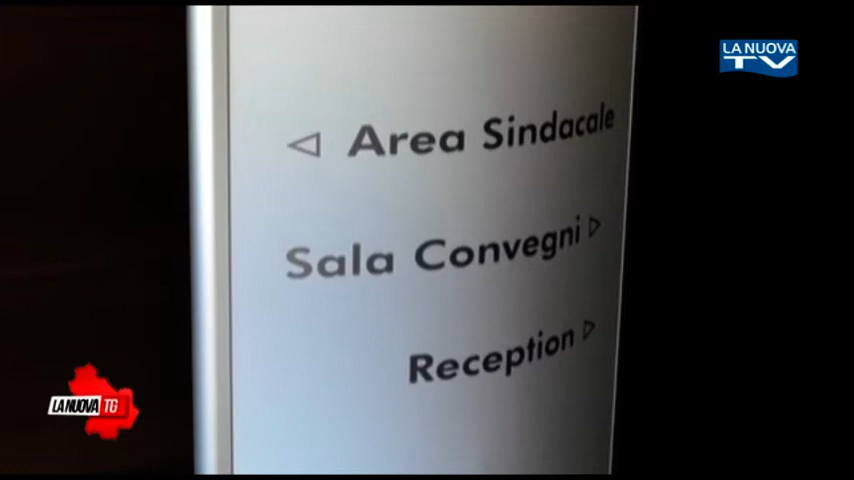 LA NUOVA
TV
Area Sindacale
Sala Convegni
Reception
LA NUOVA TG